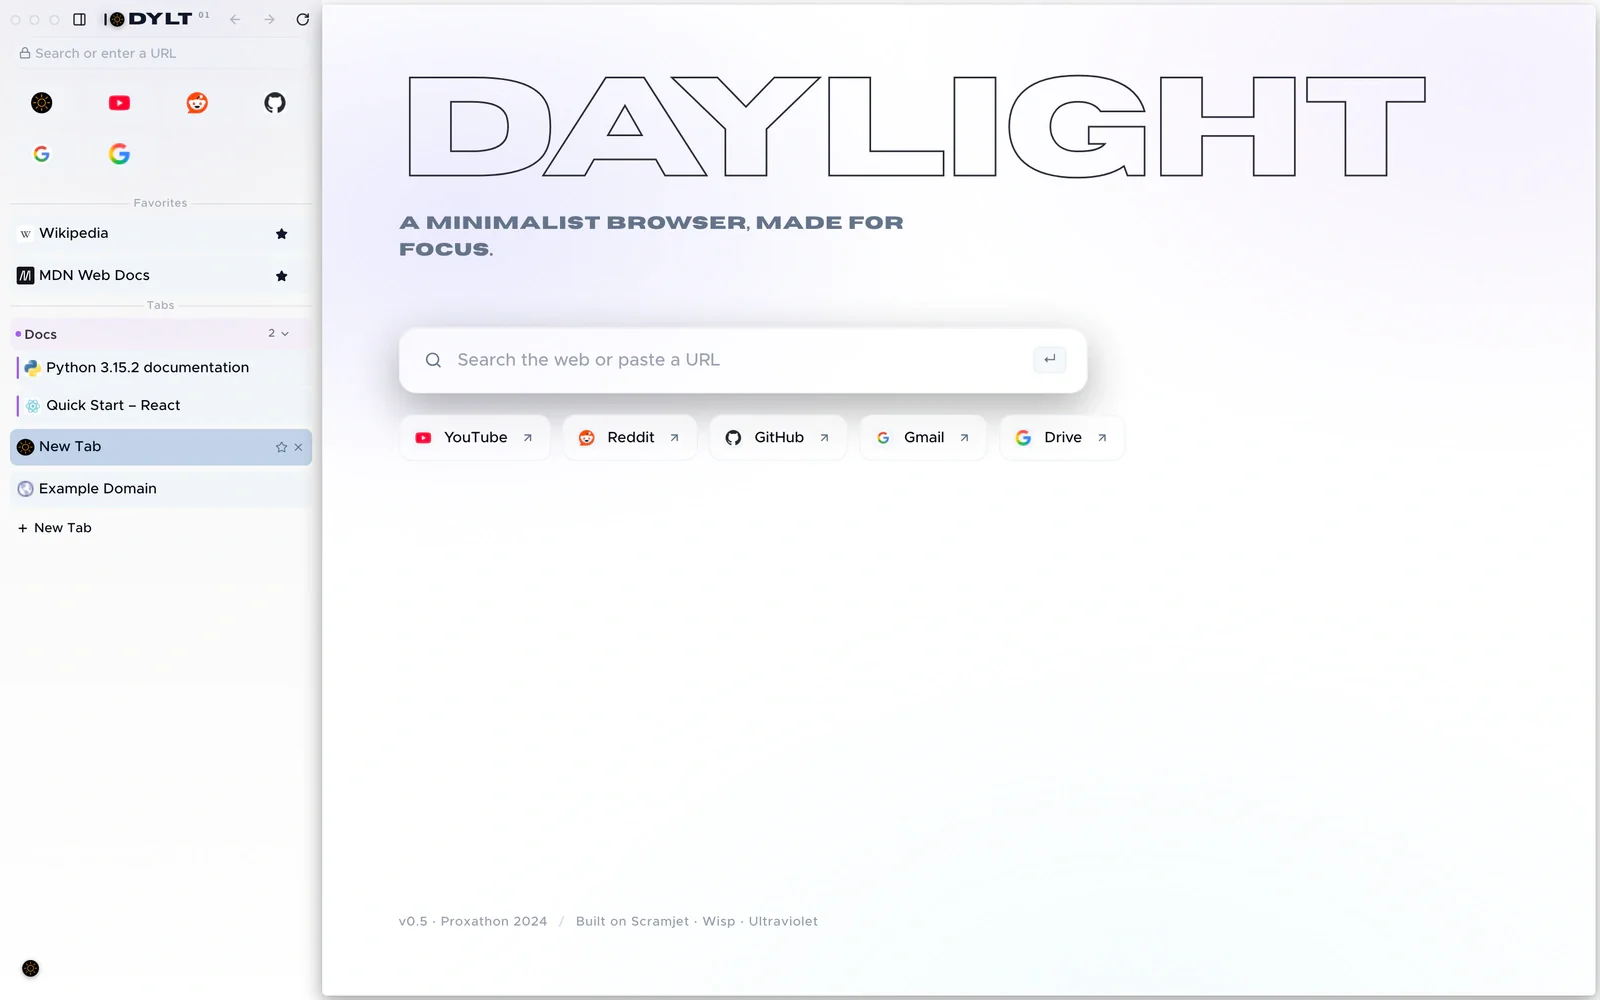 DYLT 01
Search or enter a URL
Favorites
Wikipedia
MDN Web Docs
Tabs
Docs 2
Python 3.15.2 documentation
Quick Start – React
New Tab
Example Domain
+ New Tab
DAYLIGHT
A MINIMALIST BROWSER, MADE FOR
FOCUS.
Search the web or paste a URL
YouTube Reddit GitHub Gmail Drive
v0.5 · Proxathon 2024 / Built on Scramjet · Wisp · Ultraviolet